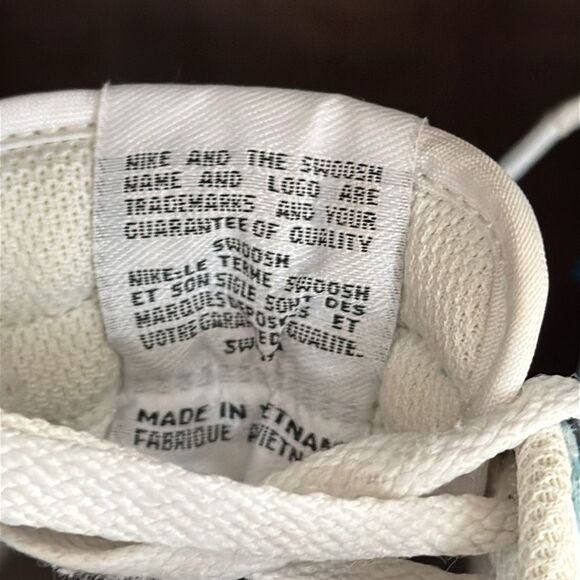 NIKE AND THE SWOOSH
NAME AND LOGO ARE
TRADEMARKS AND YOUR
GUARANTEE OF QUALITY
SWOOSH
NIKE: LE TERME SWOOSH
ET SON SIGLE SONT DES
MARQUES ET
VOTRE QUALITE.
MADE IN
FABRIQUE